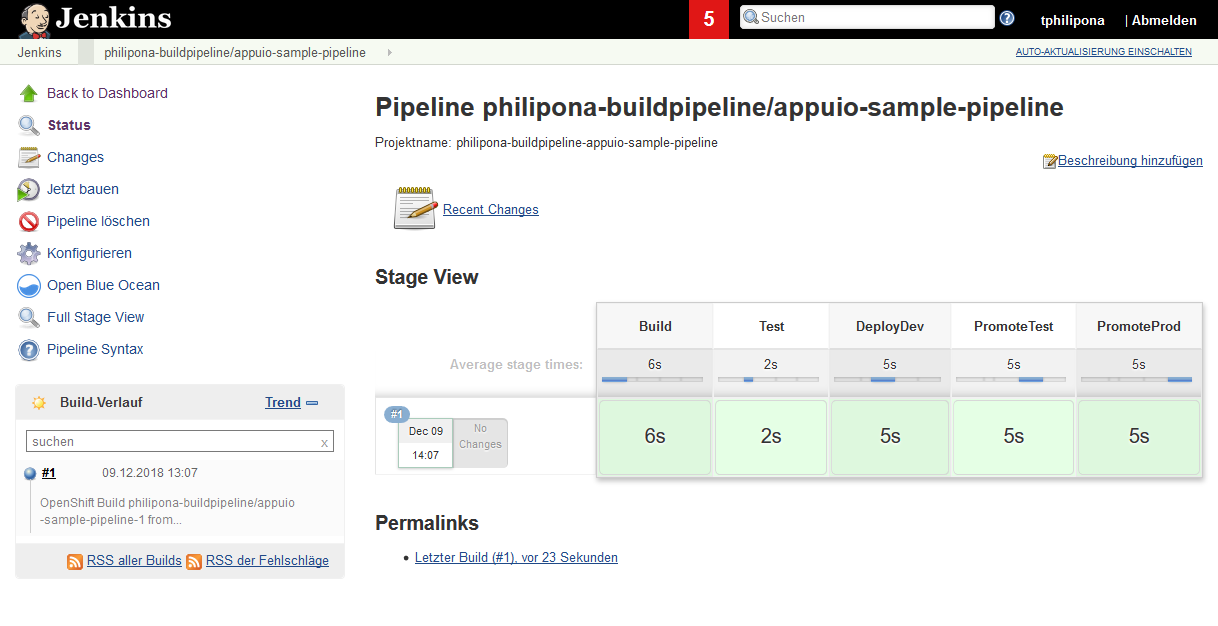 Jenkins
5
Suchen
tphilipona
| Abmelden
Jenkins
philipona-buildpipeline/appuio-sample-pipeline
AUTO-AKTUALISIERUNG EINSCHALTEN
Back to Dashboard
Status
Changes
Jetzt bauen
Pipeline löschen
Konfigurieren
Open Blue Ocean
Full Stage View
Pipeline Syntax
Build-Verlauf
Trend
suchen
x
#1
09.12.2018 13:07
OpenShift Build philipona-buildpipeline/appuio
-sample-pipeline-1 from...
RSS aller Builds
RSS der Fehlschläge
Pipeline philipona-buildpipeline/appuio-sample-pipeline
Projektname: philipona-buildpipeline-appuio-sample-pipeline
Beschreibung hinzufügen
Recent Changes
Stage View
Build
Test
DeployDev
PromoteTest
PromoteProd
Average stage times:
6s
2s
5s
5s
5s
#1
Dec 09
14:07
No
Changes
6s
2s
5s
5s
5s
Permalinks
Letzter Build (#1), vor 23 Sekunden